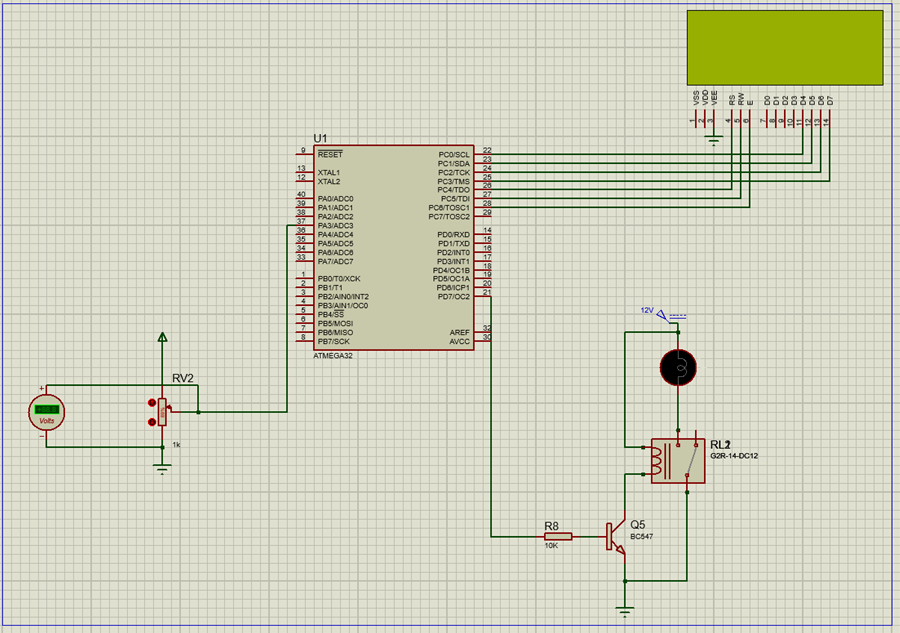 VSS VDD VEE RS RW E D0 D1 D2 D3 D4 D5 D6 D7
1 2 3 4 5 6 7 8 9 10 11 12 13 14
U1
9 RESET PC0/SCL 22
PC1/SDA 23
13 XTAL1 PC2/TCK 24
12 XTAL2 PC3/TMS 25
PC4/TDO 26
40 PA0/ADC0 PC5/TDI 27
39 PA1/ADC1 PC6/TOSC1 28
38 PA2/ADC2 PC7/TOSC2 29
37 PA3/ADC3
36 PA4/ADC4 PD0/RXD 14
35 PA5/ADC5 PD1/TXD 15
34 PA6/ADC6 PD2/INT0 16
33 PA7/ADC7 PD3/INT1 17
PD4/OC1B 18
1 PB0/T0/XCK PD5/OC1A 19
2 PB1/T1 PD6/ICP1 20
3 PB2/AIN0/INT2 PD7/OC2 21
4 PB3/AIN1/OC0
5 PB4/SS
6 PB5/MOSI
7 PB6/MISO AREF 32
8 PB7/SCK AVCC 30
ATMEGA32
12V
RV2
+
Volts
1k
RL2
G2R-14-DC12
R8
10K
Q5
BC547